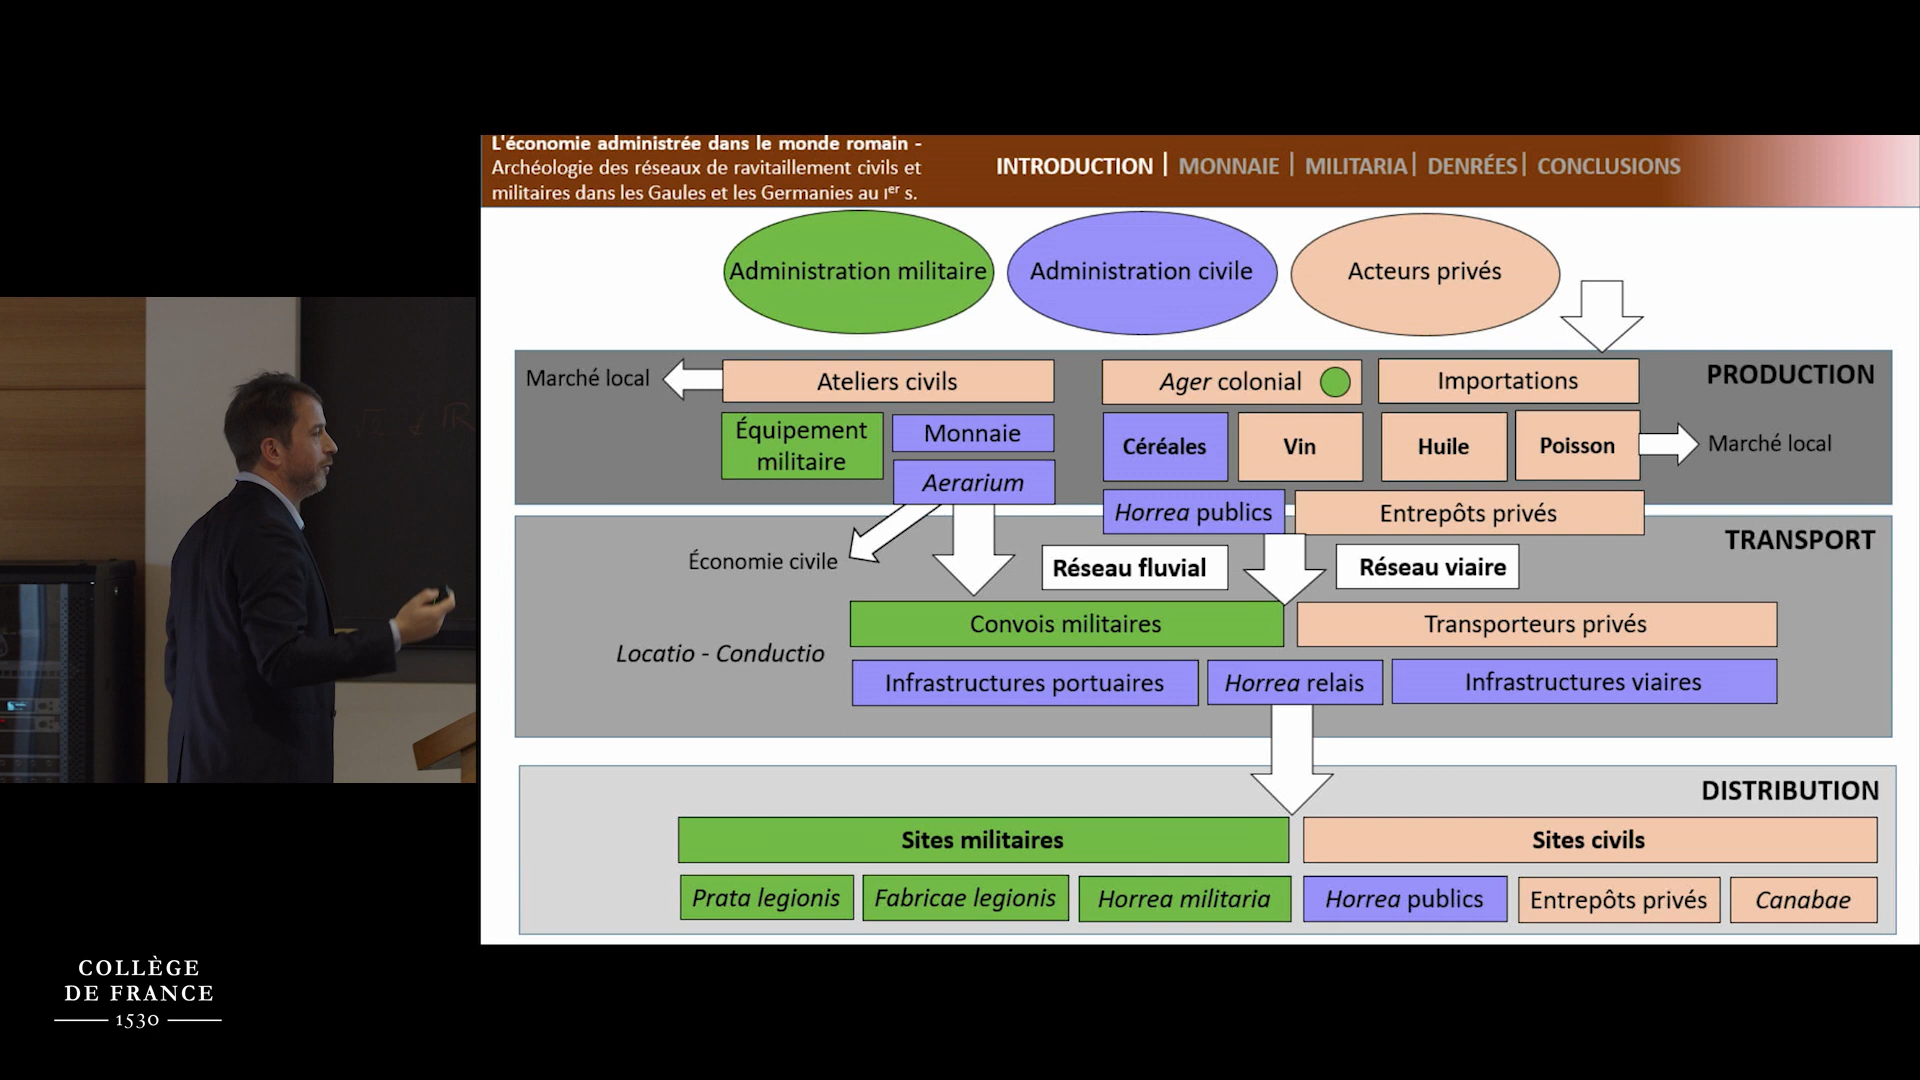 L'économie administrée dans le monde romain -
Archéologie des réseaux de ravitaillement civils et
militaires dans les Gaules et les Germanies au Ier s.
INTRODUCTION | MONNAIE | MILITARIA | DENRÉES | CONCLUSIONS
Administration militaire
Administration civile
Acteurs privés
PRODUCTION
Marché local
Ateliers civils
Ager colonial
Importations
Équipement
militaire
Monnaie
Aerarium
Céréales
Vin
Huile
Poisson
Marché local
Horrea publics
Entrepôts privés
TRANSPORT
Économie civile
Réseau fluvial
Réseau viaire
Convois militaires
Transporteurs privés
Locatio - Conductio
Infrastructures portuaires
Horrea relais
Infrastructures viaires
DISTRIBUTION
Sites militaires
Sites civils
Prata legionis
Fabricae legionis
Horrea militaria
Horrea publics
Entrepôts privés
Canabae
COLLÈGE
DE FRANCE
1530